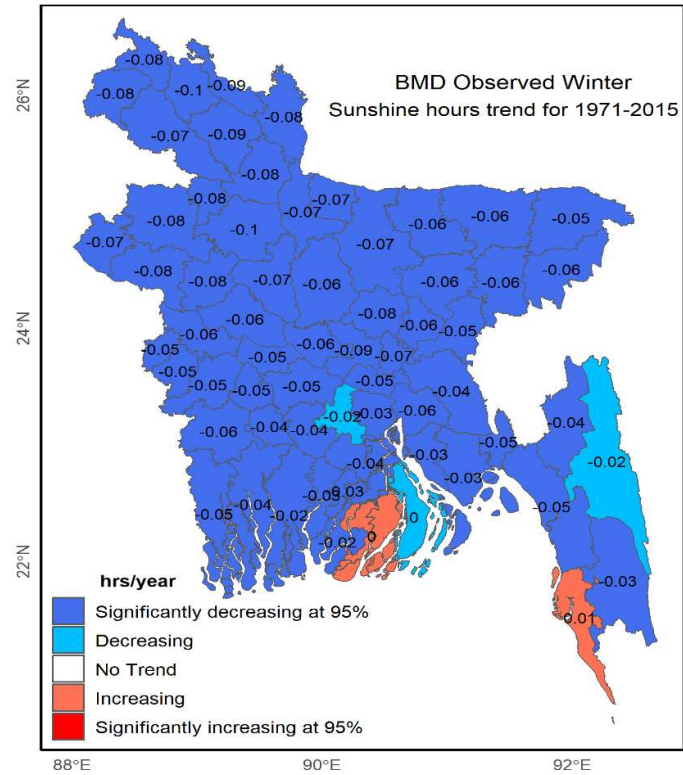 BMD Observed Winter
Sunshine hours trend for 1971-2015
26°N
24°N
22°N
-0.08
-0.08 -0.1 -0.09
-0.08
-0.07 -0.09
-0.08
-0.08 -0.07
-0.08 -0.07 -0.06 -0.06 -0.05
-0.07 -0.1 -0.07
-0.08 -0.08 -0.07 -0.06 -0.06 -0.06 -0.06
-0.06 -0.08
-0.06 -0.06 -0.06 -0.05
-0.05 -0.05 -0.09 -0.07
-0.05 -0.05 -0.05 -0.05 -0.05 -0.04
-0.02 -0.03 -0.06
-0.06 -0.04 -0.04 -0.05 -0.04
-0.04 -0.03 -0.02
-0.03 -0.03
-0.05 -0.04 -0.02 0 -0.05
-0.02 0
-0.03
0.01
hrs/year
Significantly decreasing at 95%
Decreasing
No Trend
Increasing
Significantly increasing at 95%
88°E 90°E 92°E